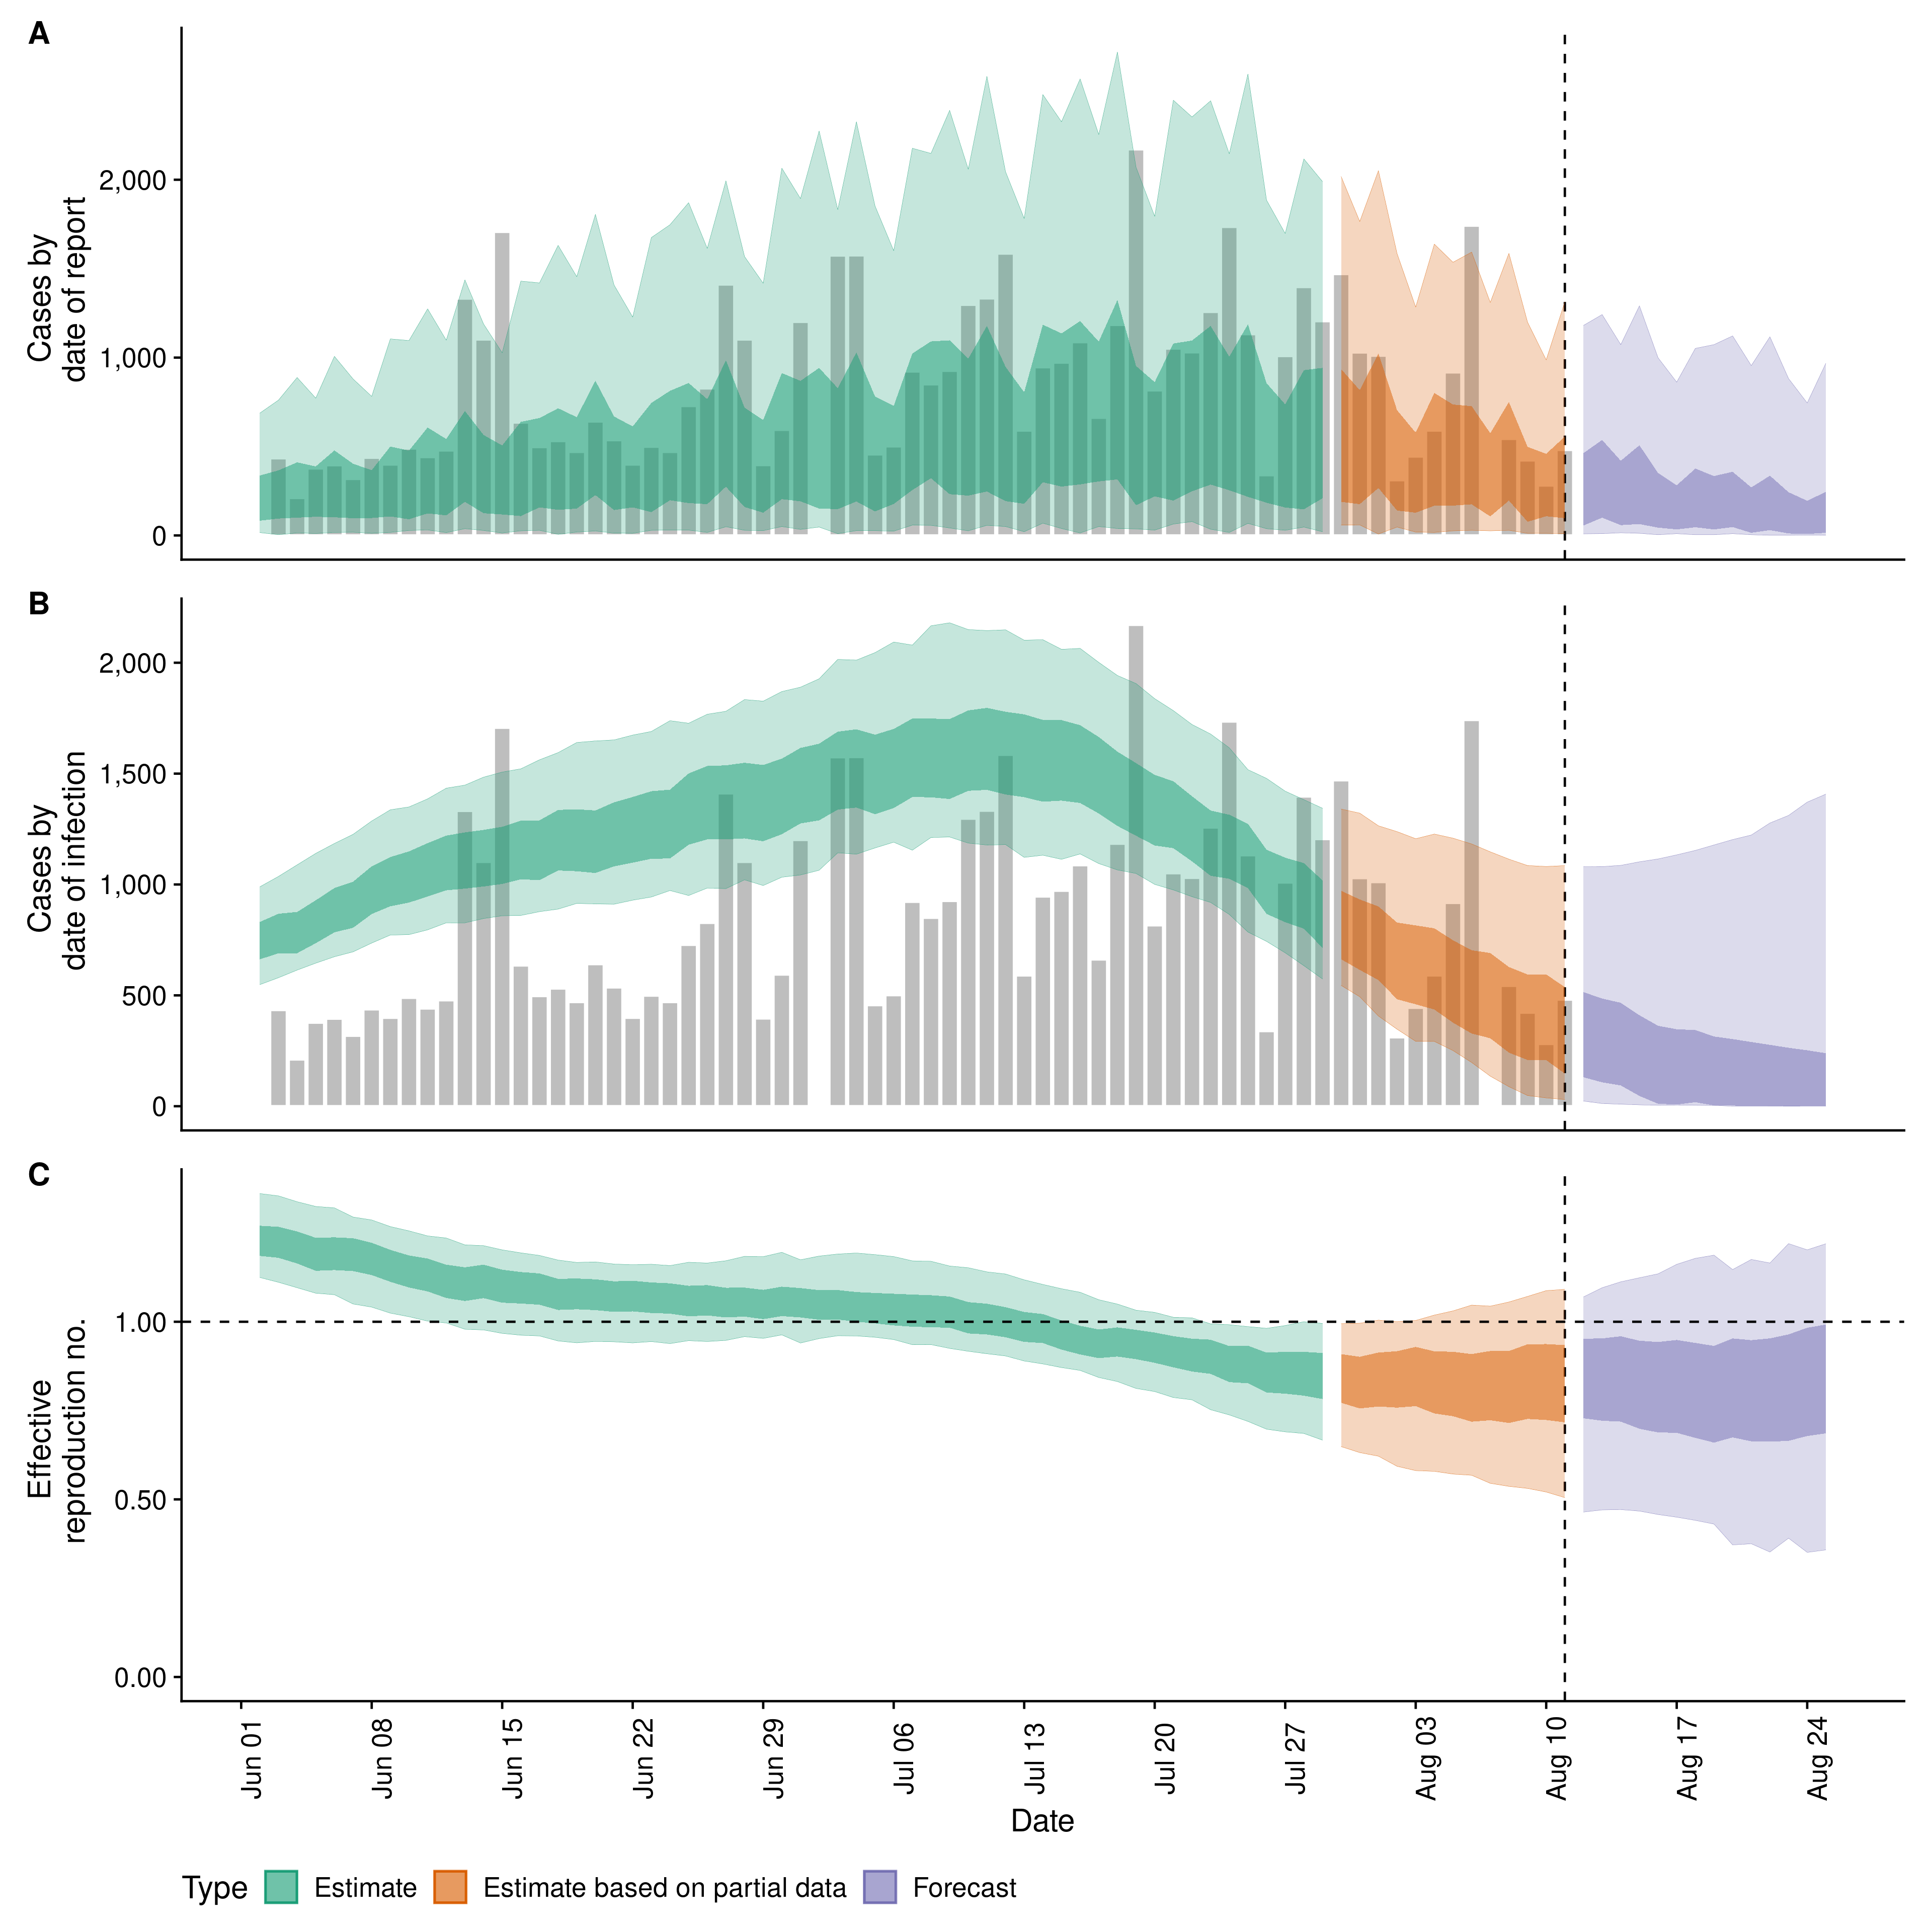 A
Cases by
date of report
2,000
1,000
0
B
Cases by
date of infection
2,000
1,500
1,000
500
0
C
Effective
reproduction no.
1.00
0.50
0.00
Jun 01
Jun 08
Jun 15
Jun 22
Jun 29
Jul 06
Jul 13
Jul 20
Jul 27
Aug 03
Aug 10
Aug 17
Aug 24
Date
Type Estimate Estimate based on partial data Forecast